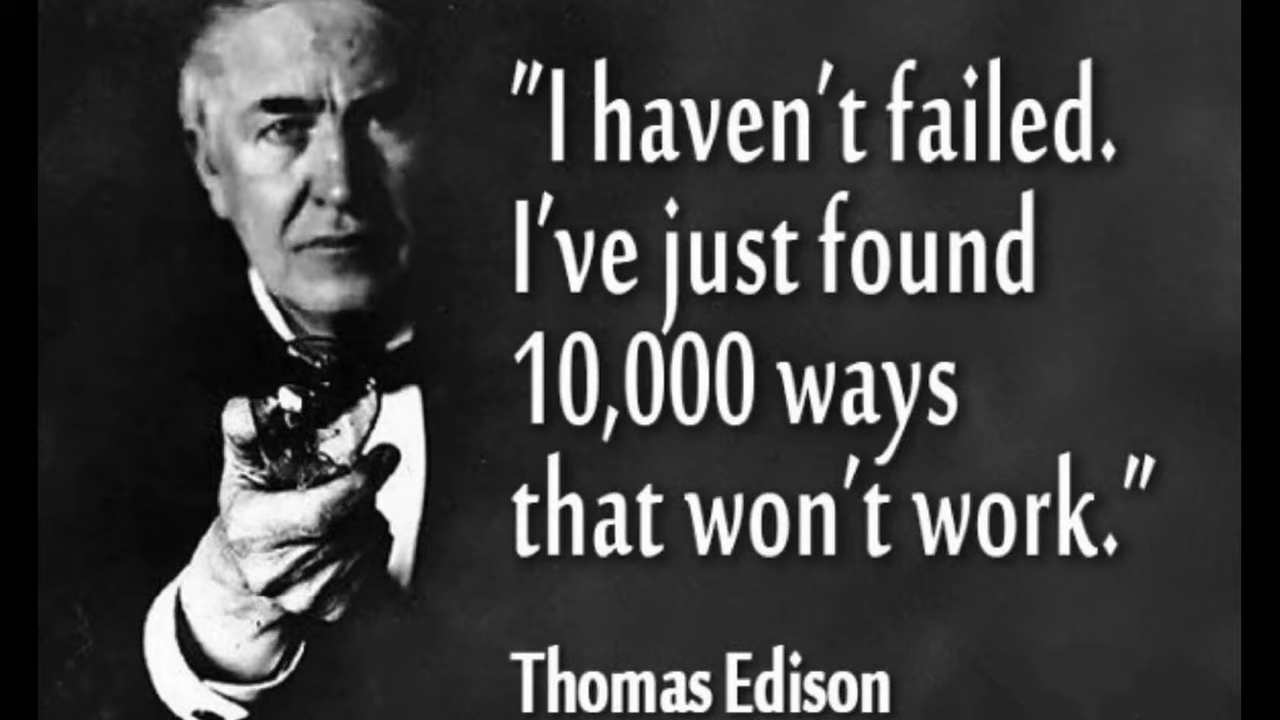 "I haven't failed.
I've just found
10,000 ways
that won't work."
Thomas Edison